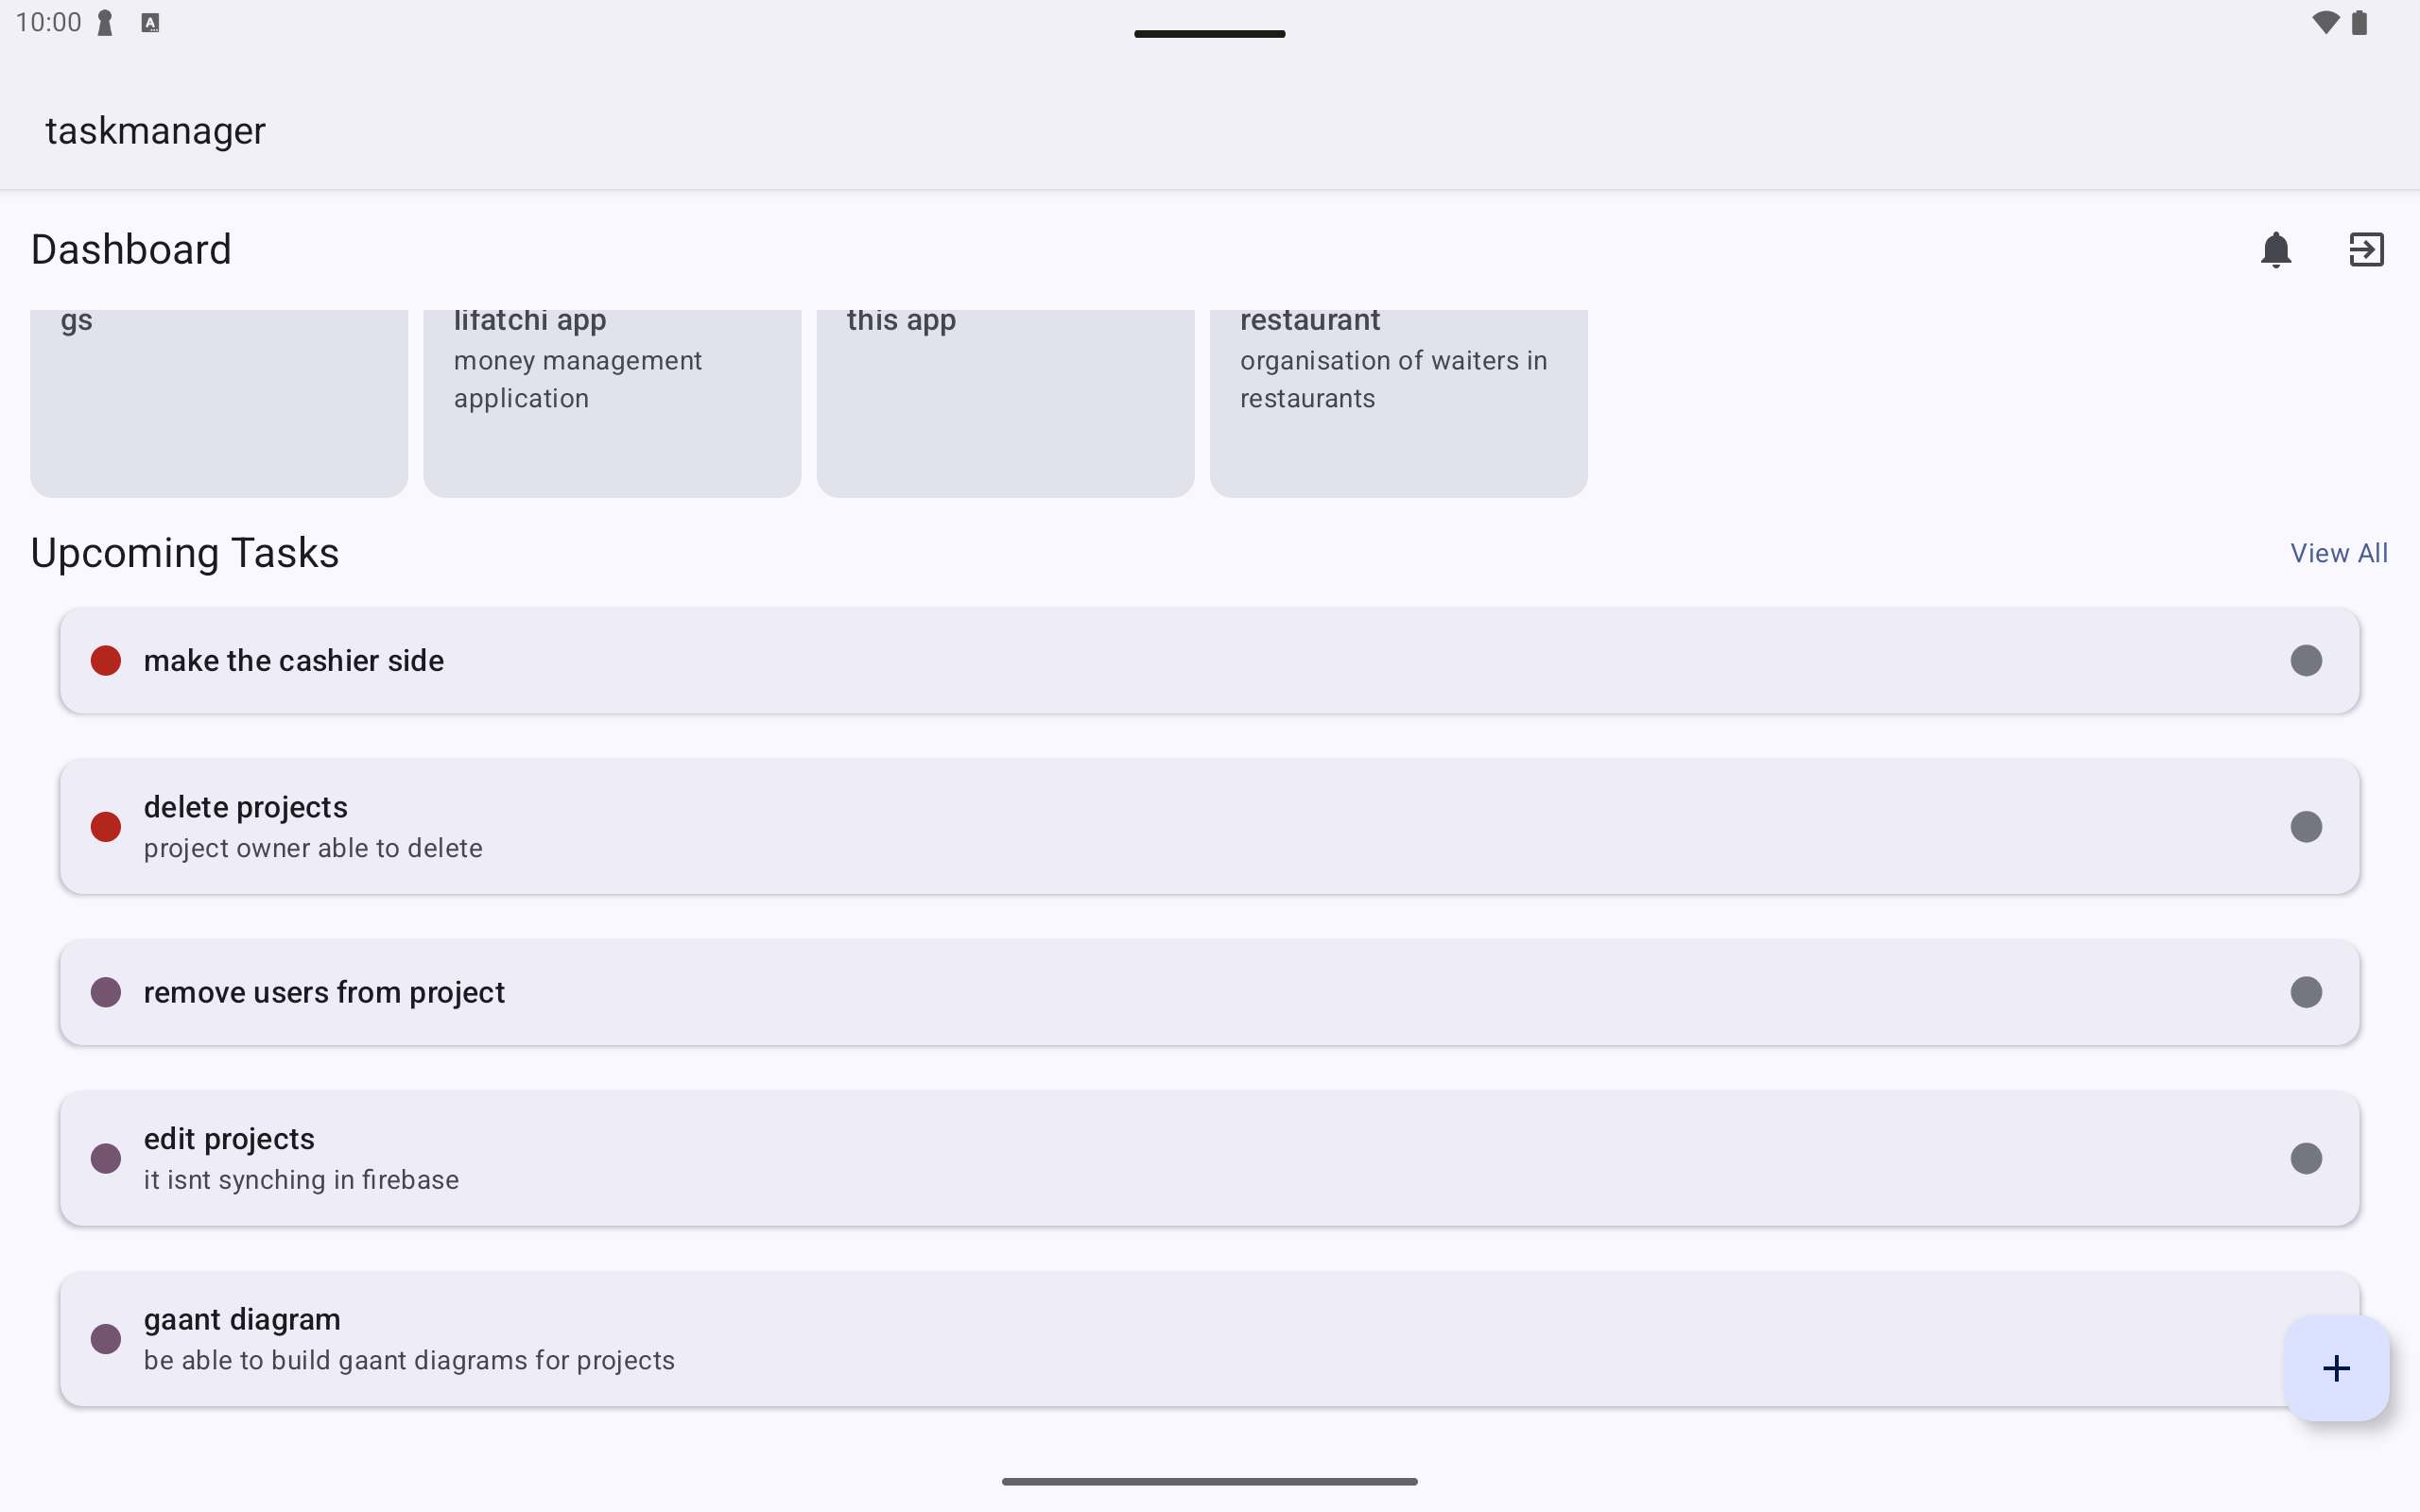 10:00
taskmanager
Dashboard
gs
lifatchi app
money management
application
this app
restaurant
organisation of waiters in
restaurants
Upcoming Tasks
View All
make the cashier side
delete projects
project owner able to delete
remove users from project
edit projects
it isnt synching in firebase
gaant diagram
be able to build gaant diagrams for projects